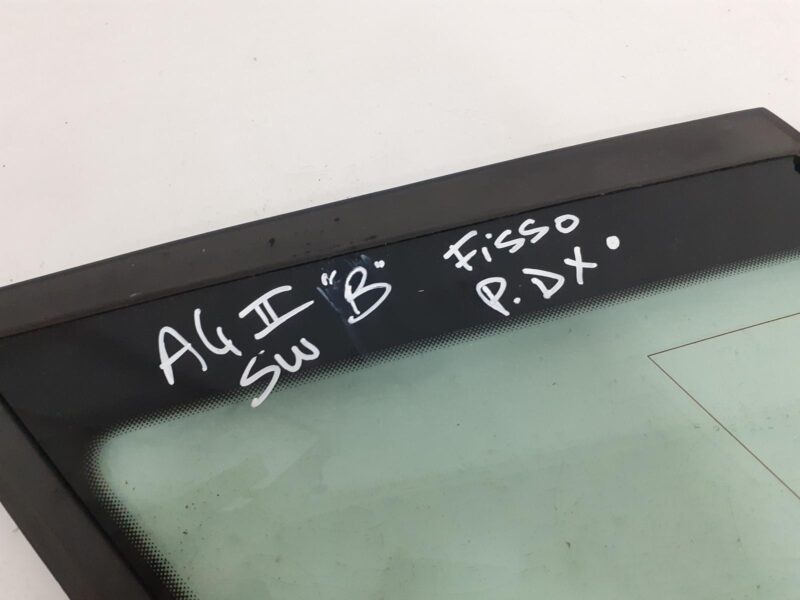 A4 II "B"
SW
Fisso
P.DX.